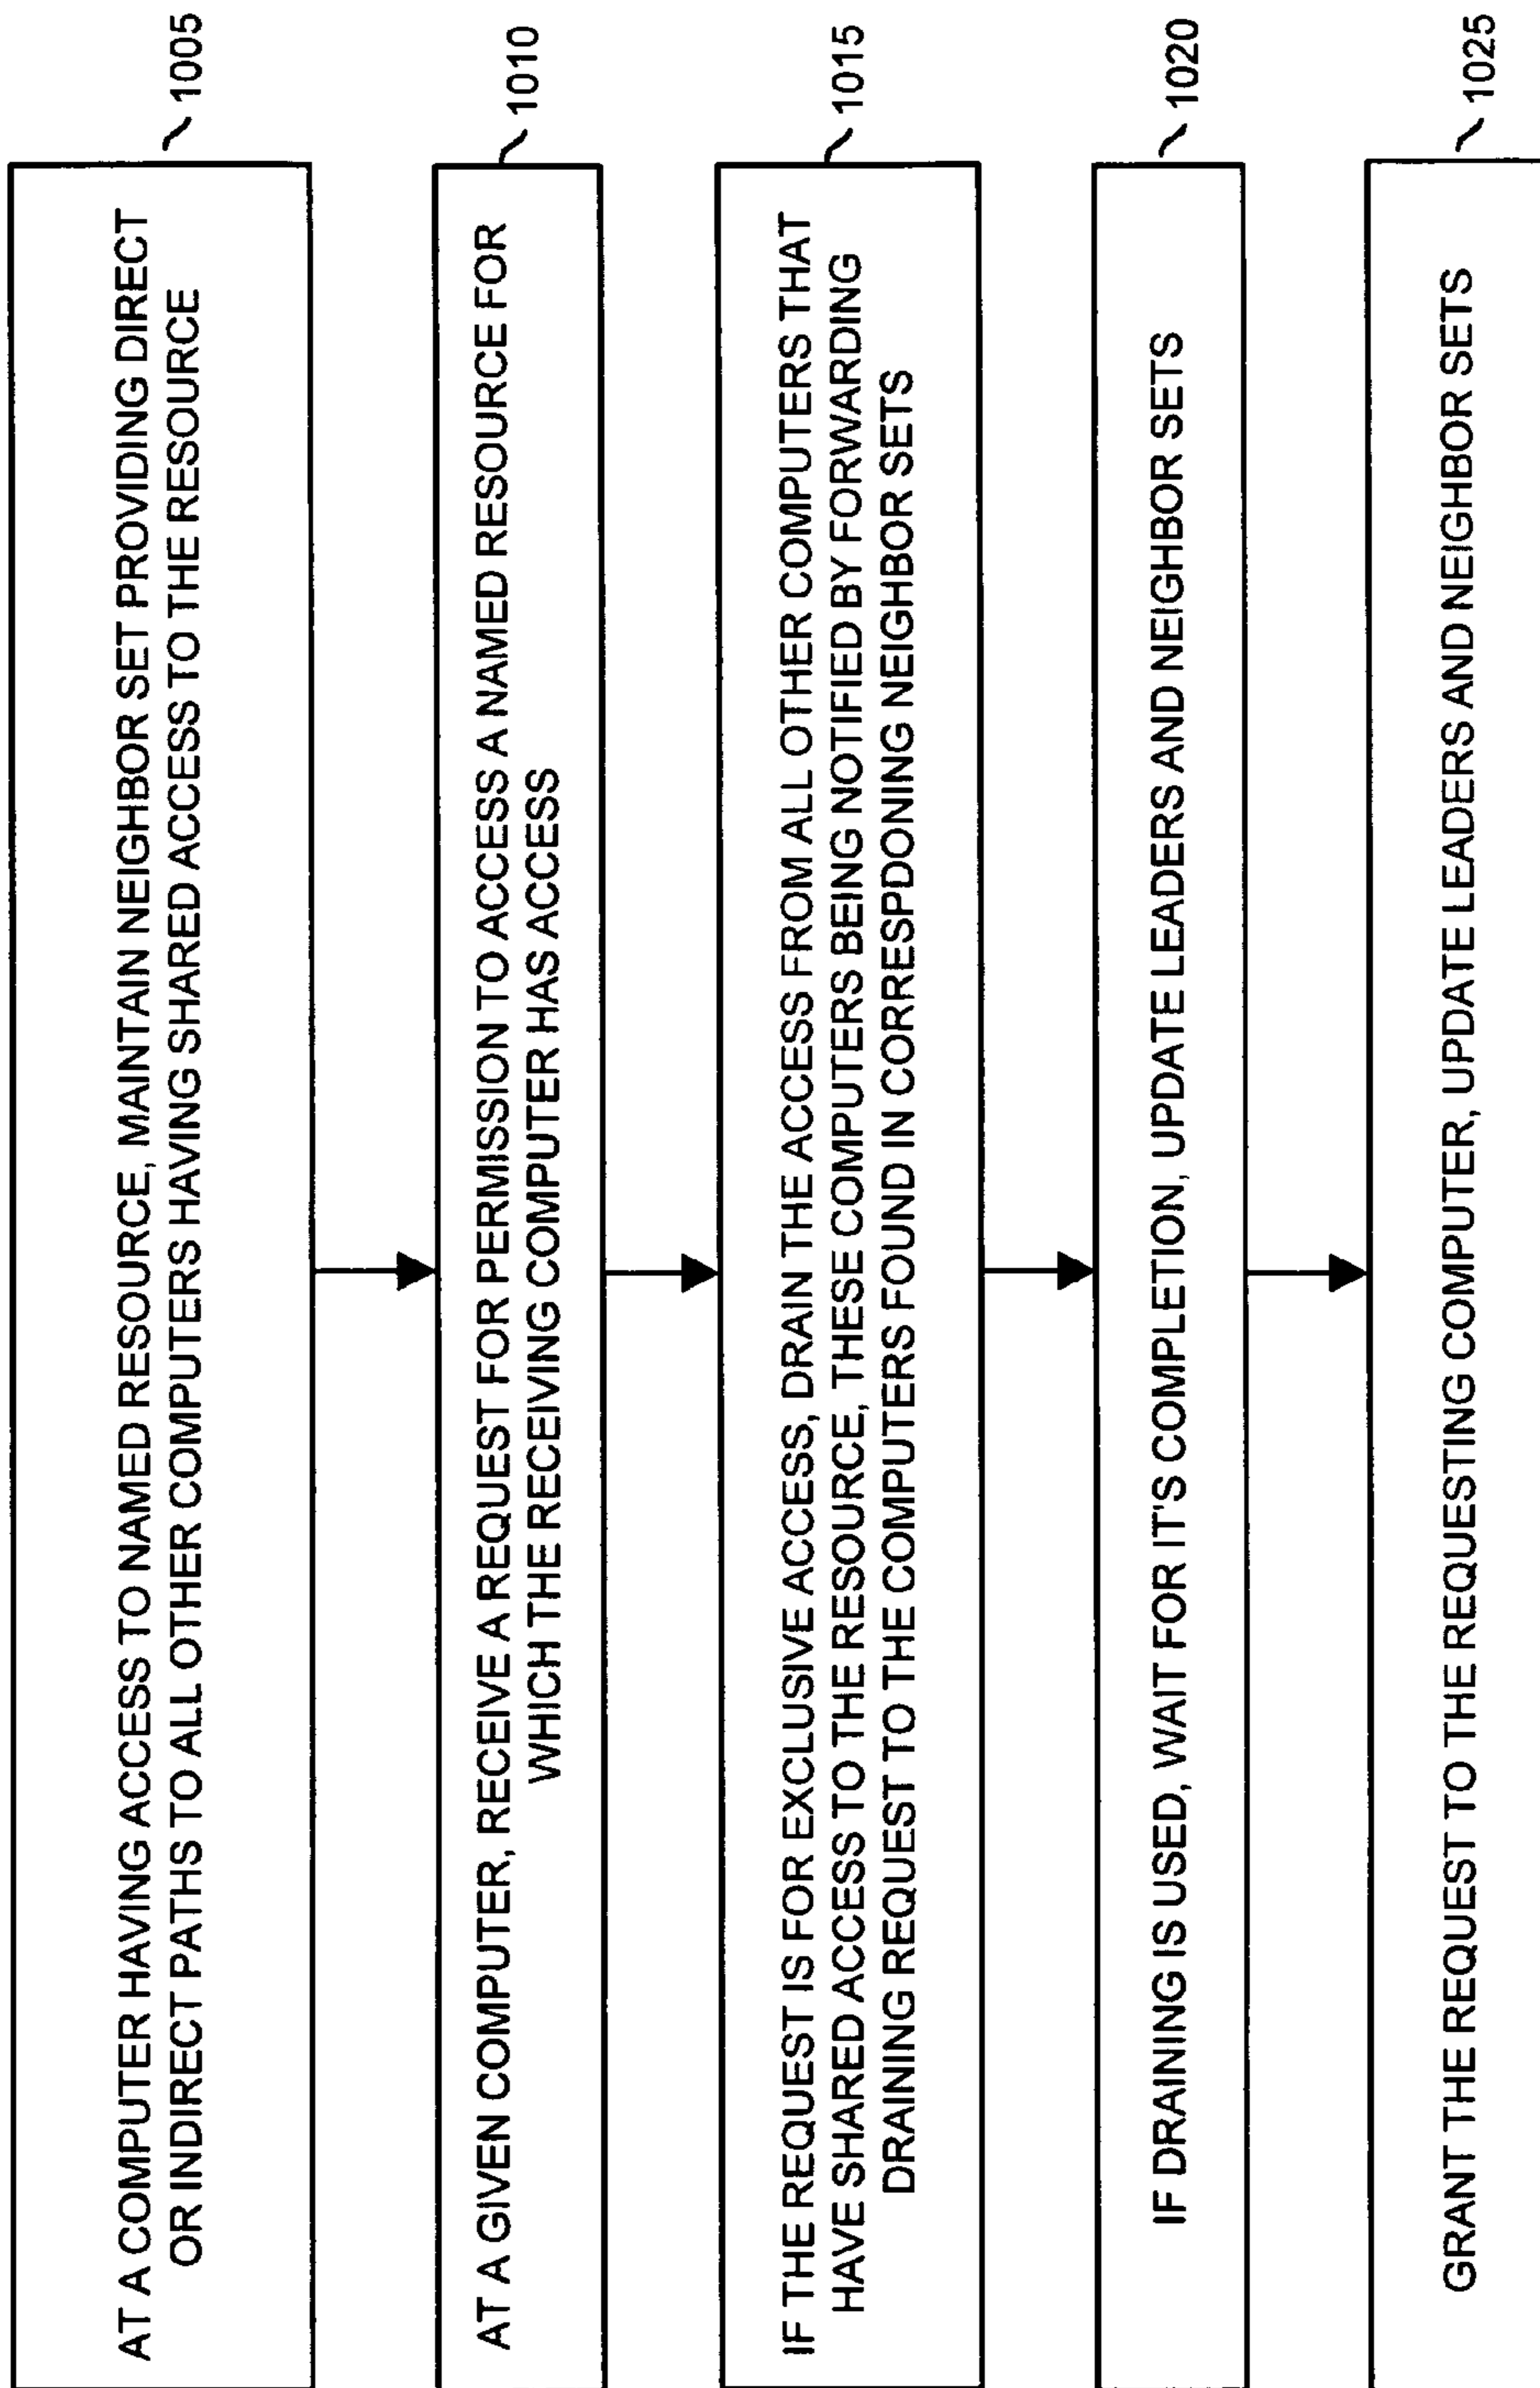 AT A COMPUTER HAVING ACCESS TO NAMED RESOURCE, MAINTAIN NEIGHBOR SET PROVIDING DIRECT
OR INDIRECT PATHS TO ALL OTHER COMPUTERS HAVING SHARED ACCESS TO THE RESOURCE
1005
AT A GIVEN COMPUTER, RECEIVE A REQUEST FOR PERMISSION TO ACCESS A NAMED RESOURCE FOR
WHICH THE RECEIVING COMPUTER HAS ACCESS
1010
IF THE REQUEST IS FOR EXCLUSIVE ACCESS, DRAIN THE ACCESS FROM ALL OTHER COMPUTERS THAT
HAVE SHARED ACCESS TO THE RESOURCE, THESE COMPUTERS BEING NOTIFIED BY FORWARDING
DRAINING REQUEST TO THE COMPUTERS FOUND IN CORRESPDONING NEIGHBOR SETS
1015
IF DRAINING IS USED, WAIT FOR IT'S COMPLETION, UPDATE LEADERS AND NEIGHBOR SETS
1020
GRANT THE REQUEST TO THE REQUESTING COMPUTER, UPDATE LEADERS AND NEIGHBOR SETS
1025